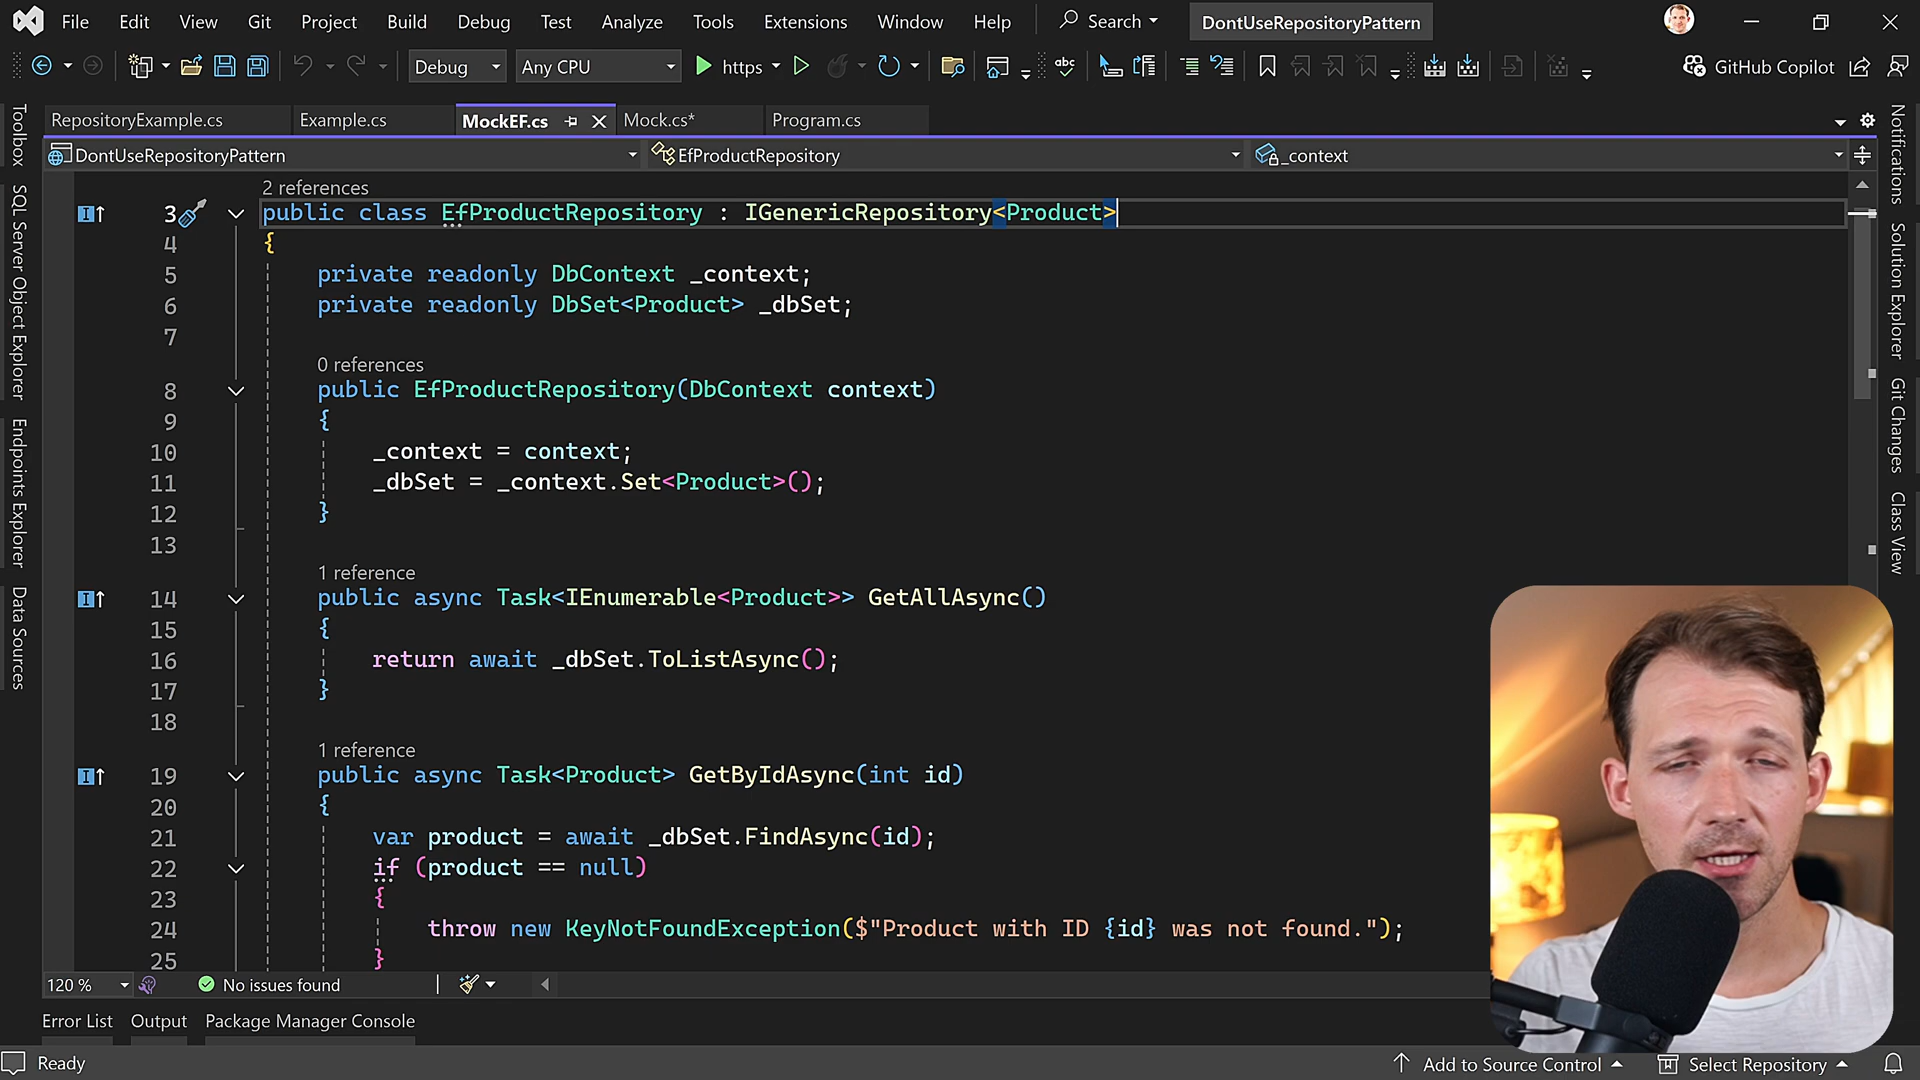 File Edit View Git Project Build Debug Test Analyze Tools Extensions Window Help Search DontUseRepositoryPattern
Debug Any CPU https abc GitHub Copilot
RepositoryExample.cs Example.cs MockEF.cs Mock.cs* Program.cs
DontUseRepositoryPattern EfProductRepository _context
2 references
3 public class EfProductRepository : IGenericRepository<Product>
4 {
5 private readonly DbContext _context;
6 private readonly DbSet<Product> _dbSet;
7
0 references
8 public EfProductRepository(DbContext context)
9 {
10 _context = context;
11 _dbSet = _context.Set<Product>();
12 }
13
1 reference
14 public async Task<IEnumerable<Product>> GetAllAsync()
15 {
16 return await _dbSet.ToListAsync();
17 }
18
1 reference
19 public async Task<Product> GetByIdAsync(int id)
20 {
21 var product = await _dbSet.FindAsync(id);
22 if (product == null)
23 {
24 throw new KeyNotFoundException($"Product with ID {id} was not found.");
25 }
120 % No issues found
Error List Output Package Manager Console
Ready Add to Source Control Select Repository
Toolbox
SQL Server Object Explorer
Endpoints Explorer
Data Sources
Notifications
Solution Explorer
Git Changes
Class View